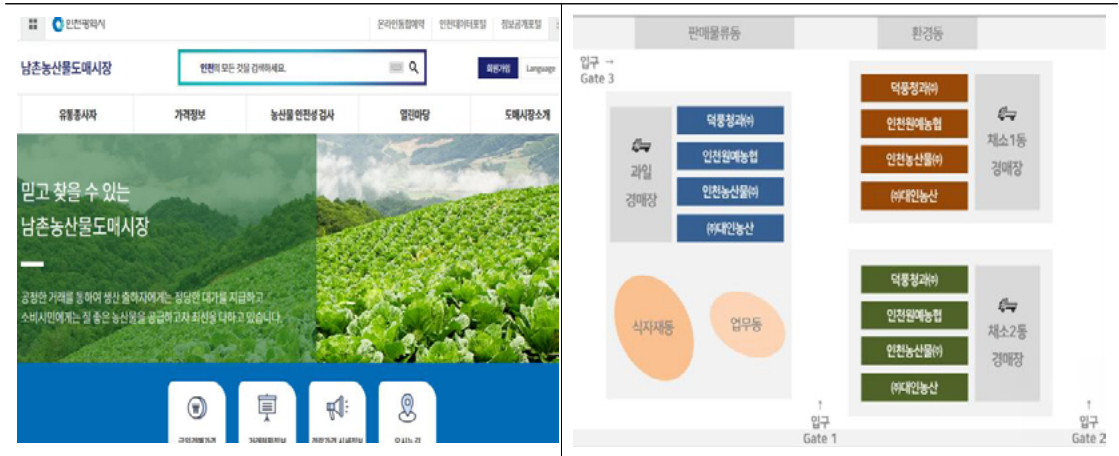 인천광역시
온라인통합예약 인천데이터포털 정보공개포털
남촌농산물도매시장
인천의 모든 것을 검색하세요.
회원가입 Language
유통종사자 가격정보 농산물 안전성 검사 열린마당 도매시장소개
믿고 찾을 수 있는
남촌농산물도매시장
공정한 거래를 통하여 생산 출하자에게는 정당한 대가를 지급하고
소비시민에게는 질 좋은 농산물을 공급하고자 최선을 다하고 있습니다.
오시는 길
판매물류동
환경동
입구 →
Gate 3
과일
경매장
덕풍청과㈜
인천원예농협
인천농산물㈜
㈜대인농산
식자재동
업무동
덕풍청과㈜
인천원예농협
인천농산물㈜
㈜대인농산
채소1동
경매장
덕풍청과㈜
인천원예농협
인천농산물㈜
㈜대인농산
채소2동
경매장
↑
입구
Gate 1
↑
입구
Gate 2